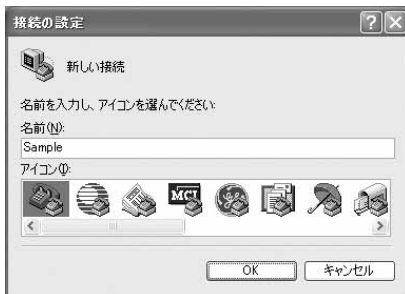 接続の設定
新しい接続
名前を入力し、アイコンを選んでください:
名前(N):
Sample
アイコン(I):
MCI
OK
キャンセル